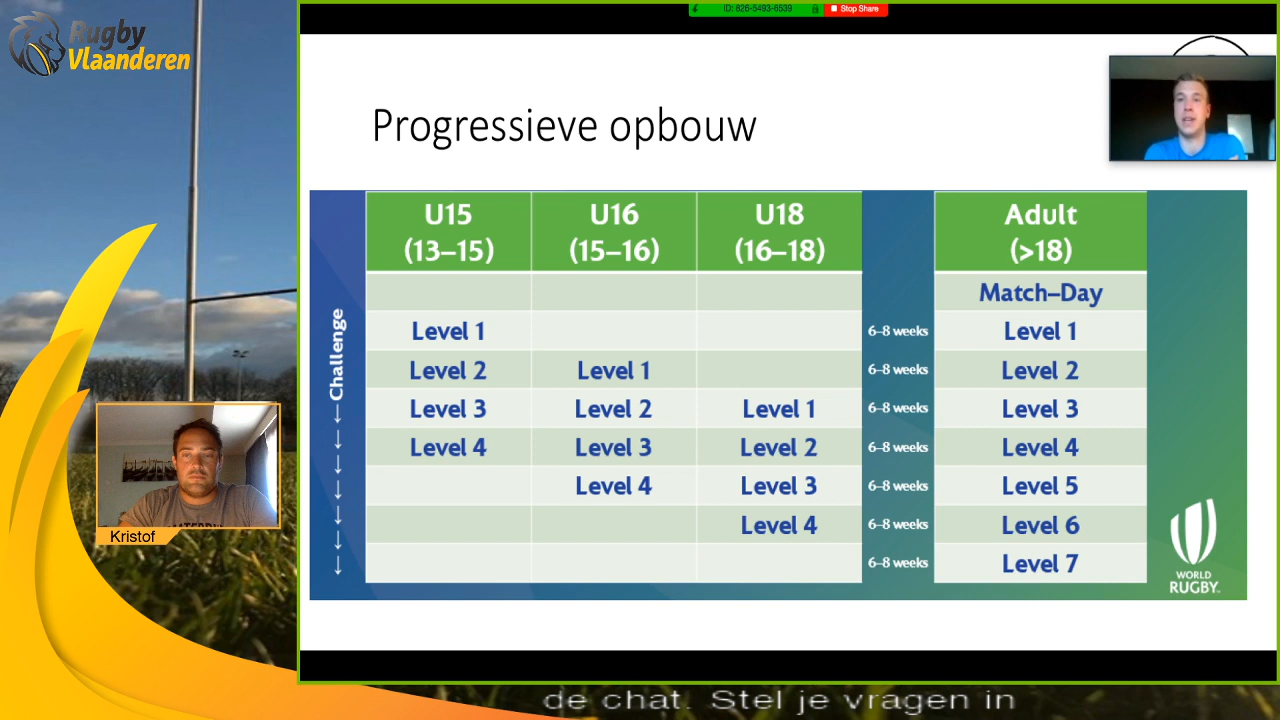 Rugby
Vlaanderen
ID: 826-5493-6539
Stop Share
Progressieve opbouw
U15 U16 U18 Adult
(13–15) (15–16) (16–18) (>18)
Match–Day
Level 1 6–8 weeks Level 1
Level 2 Level 1 6–8 weeks Level 2
Level 3 Level 2 Level 1 6–8 weeks Level 3
Level 4 Level 3 Level 2 6–8 weeks Level 4
Level 4 Level 3 6–8 weeks Level 5
Level 4 6–8 weeks Level 6
6–8 weeks Level 7
Challenge
WORLD
RUGBY
Kristof
de chat. Stel je vragen in